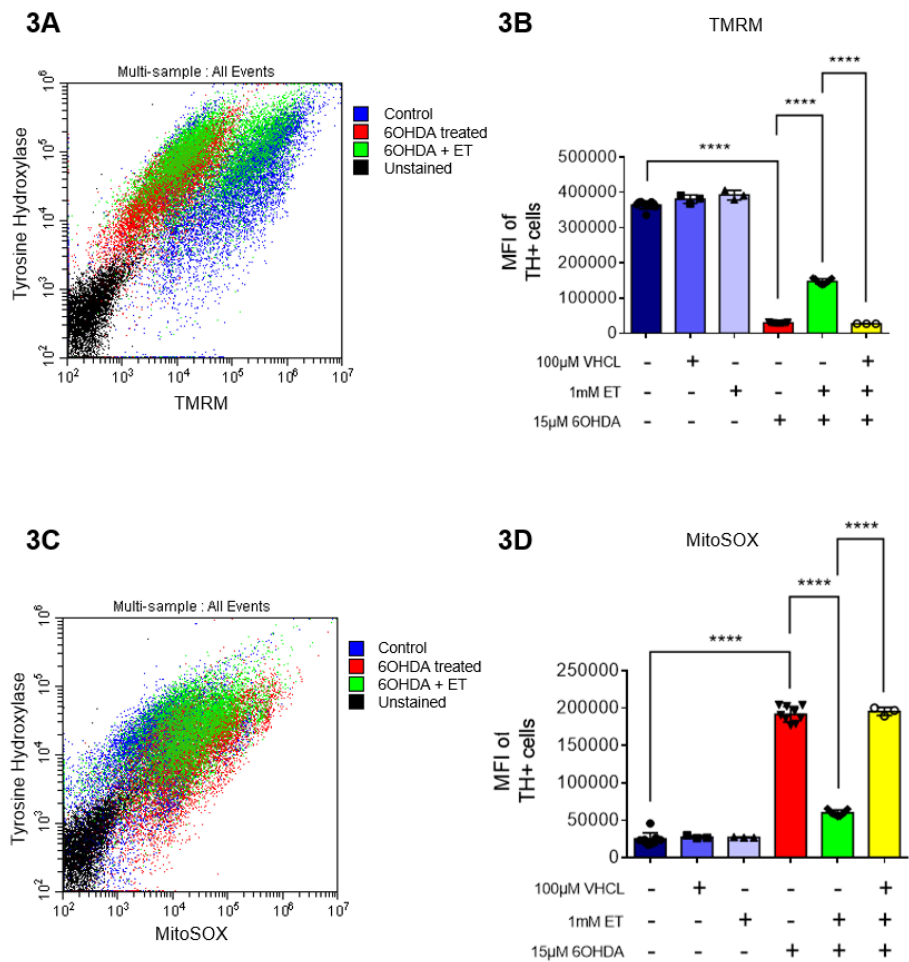 3A
Multi-sample : All Events
Tyrosine Hydroxylase
10^6
10^5
10^4
10^3
10^2
10^2 10^3 10^4 10^5 10^6 10^7
TMRM
Control
6OHDA treated
6OHDA + ET
Unstained
3B
TMRM
****
****
****
MFI of
TH+ cells
500000
400000
300000
200000
100000
0
100µM VHCL - + - - - +
1mM ET - - + - + +
15µM 6OHDA - - - + + +
3C
Multi-sample : All Events
Tyrosine Hydroxylase
10^6
10^5
10^4
10^3
10^2
10^2 10^3 10^4 10^5 10^6 10^7
MitoSOX
Control
6OHDA treated
6OHDA + ET
Unstained
3D
MitoSOX
****
****
****
MFI of
TH+ cells
250000
200000
150000
100000
50000
0
100µM VHCL - + - - - +
1mM ET - - + - + +
15µM 6OHDA - - - + + +